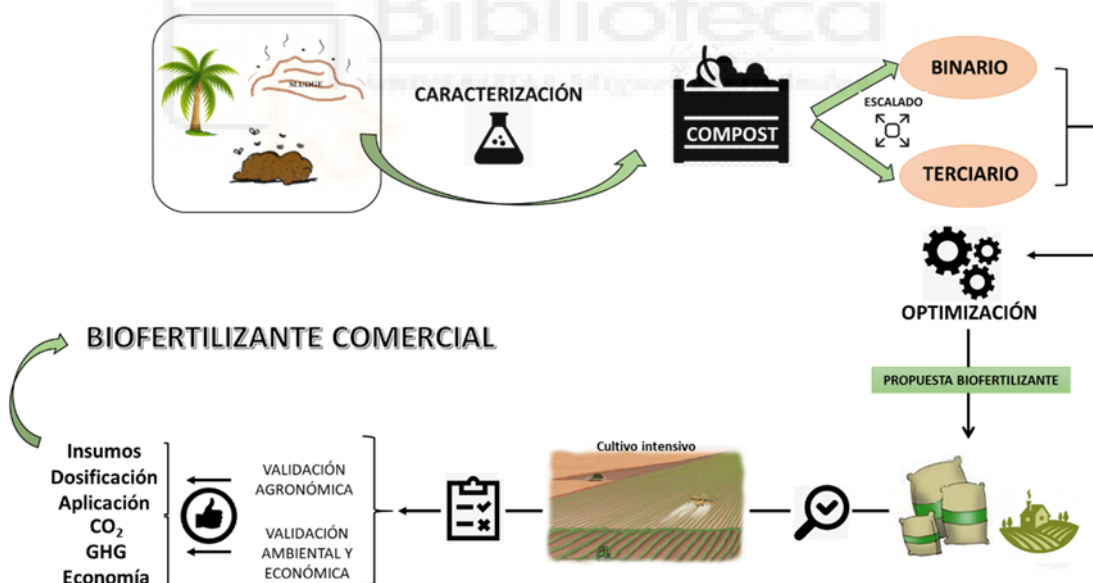 Biblioteca
SLUDGE
CARACTERIZACIÓN
COMPOST
ESCALADO
BINARIO
TERCIARIO
OPTIMIZACIÓN
PROPUESTA BIOFERTILIZANTE
BIOFERTILIZANTE COMERCIAL
Cultivo intensivo
VALIDACIÓN
AGRONÓMICA
VALIDACIÓN
AMBIENTAL Y
ECONÓMICA
Insumos
Dosificación
Aplicación
CO₂
GHG
Economía